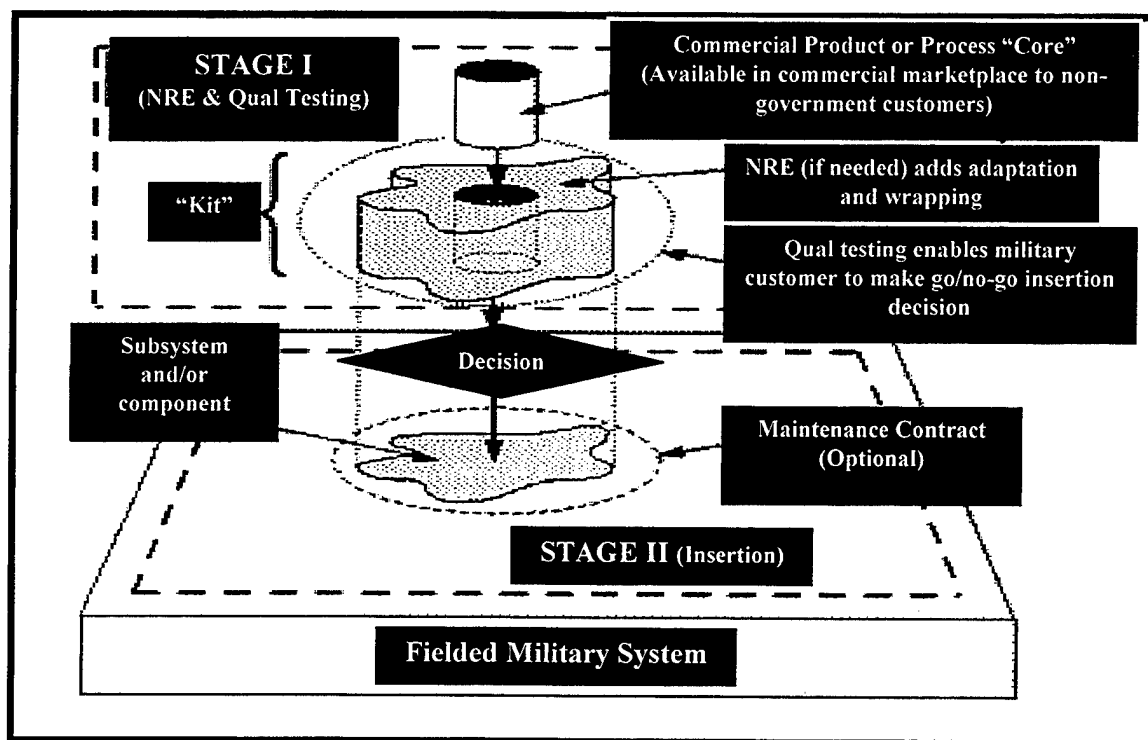 STAGE I
(NRE & Qual Testing)
Commercial Product or Process “Core”
(Available in commercial marketplace to non-
government customers)
“Kit”
NRE (if needed) adds adaptation
and wrapping
Qual testing enables military
customer to make go/no-go insertion
decision
Subsystem
and/or
component
Decision
Maintenance Contract
(Optional)
STAGE II (Insertion)
Fielded Military System